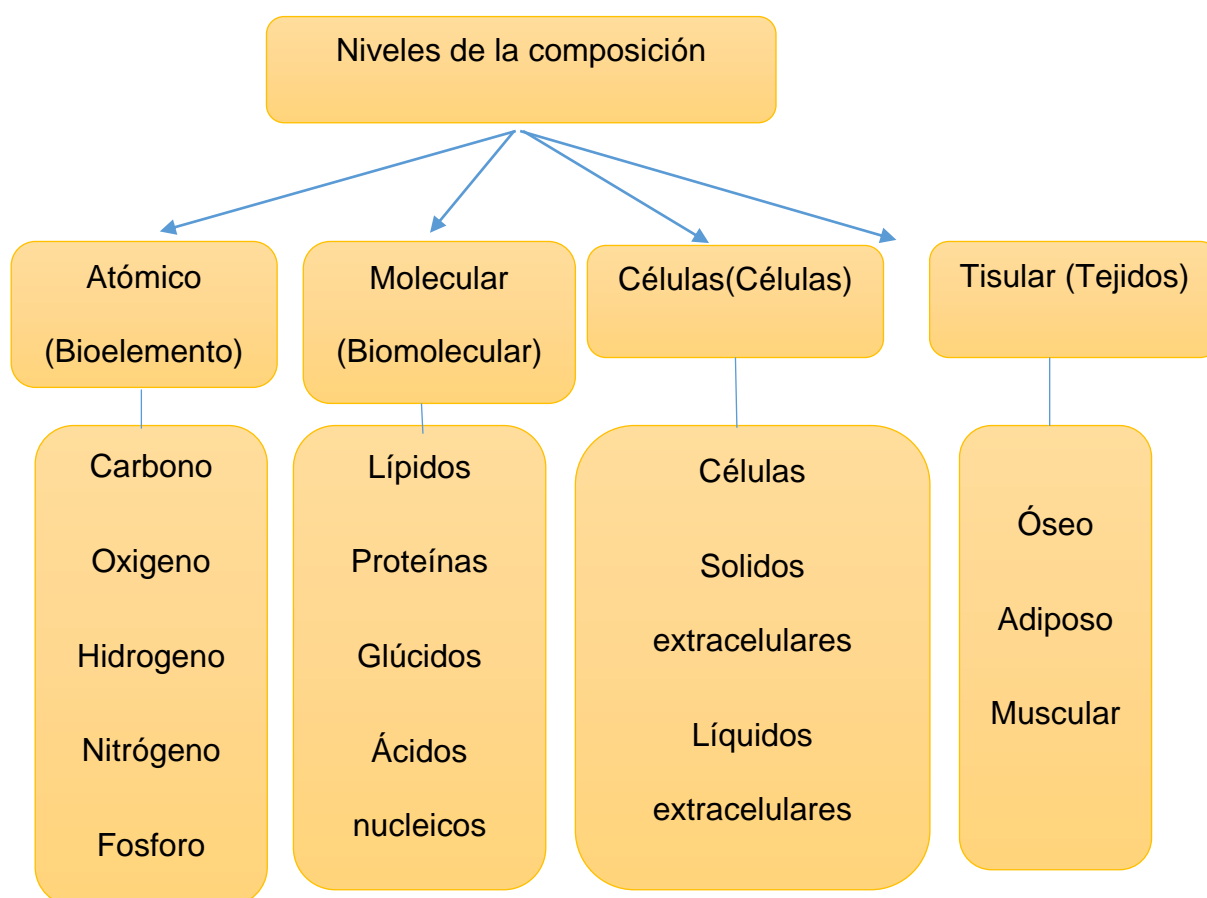 Niveles de la composición
Atómico
(Bioelemento)
Molecular
(Biomolecular)
Células(Células)
Tisular (Tejidos)
Carbono
Oxigeno
Hidrogeno
Nitrógeno
Fosforo
Lípidos
Proteínas
Glúcidos
Ácidos
nucleicos
Células
Solidos
extracelulares
Líquidos
extracelulares
Óseo
Adiposo
Muscular